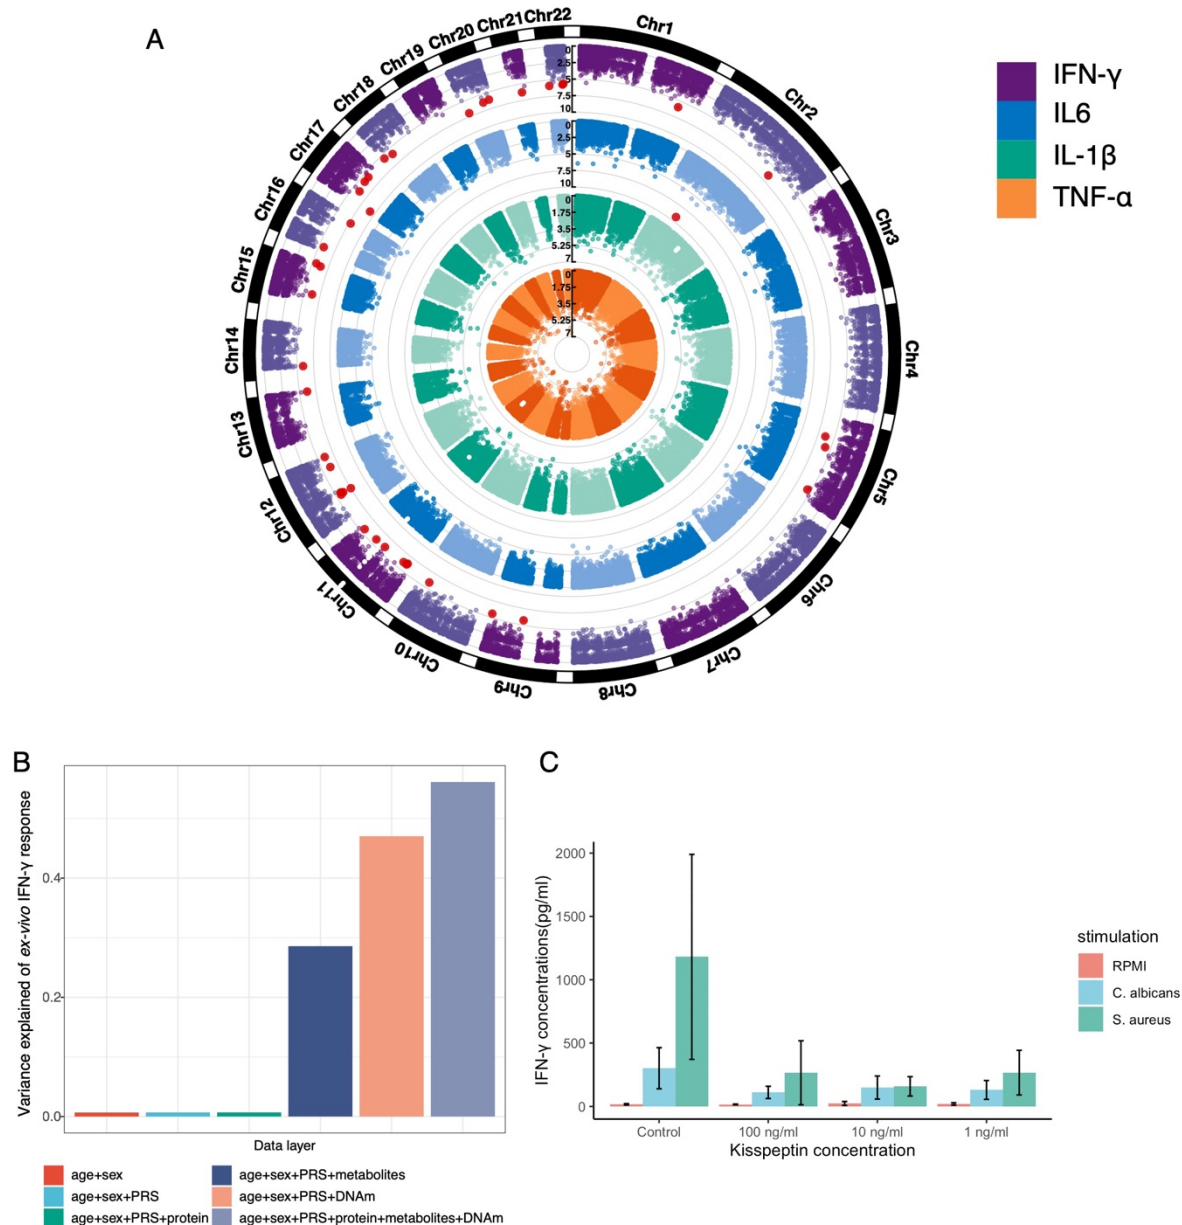 A
Chr1
Chr2
Chr3
Chr4
Chr5
Chr6
Chr7
Chr8
Chr9
Chr10
Chr11
Chr12
Chr13
Chr14
Chr15
Chr16
Chr17
Chr18
Chr19
Chr20
Chr21
Chr22
0
2.5
5
7.5
10
0
2.5
5
7.5
10
0
1.75
3.5
5.25
7
0
1.75
3.5
5.25
7
IFN-γ
IL6
IL-1β
TNF-α
B
Variance explained of ex-vivo IFN-γ response
0.4
0.2
0.0
Data layer
age+sex
age+sex+PRS
age+sex+PRS+protein
age+sex+PRS+metabolites
age+sex+PRS+DNAm
age+sex+PRS+protein+metabolites+DNAm
C
IFN-γ concentrations(pg/ml)
2000
1500
1000
500
0
Control
100 ng/ml
10 ng/ml
1 ng/ml
Kisspeptin concentration
stimulation
RPMI
C. albicans
S. aureus